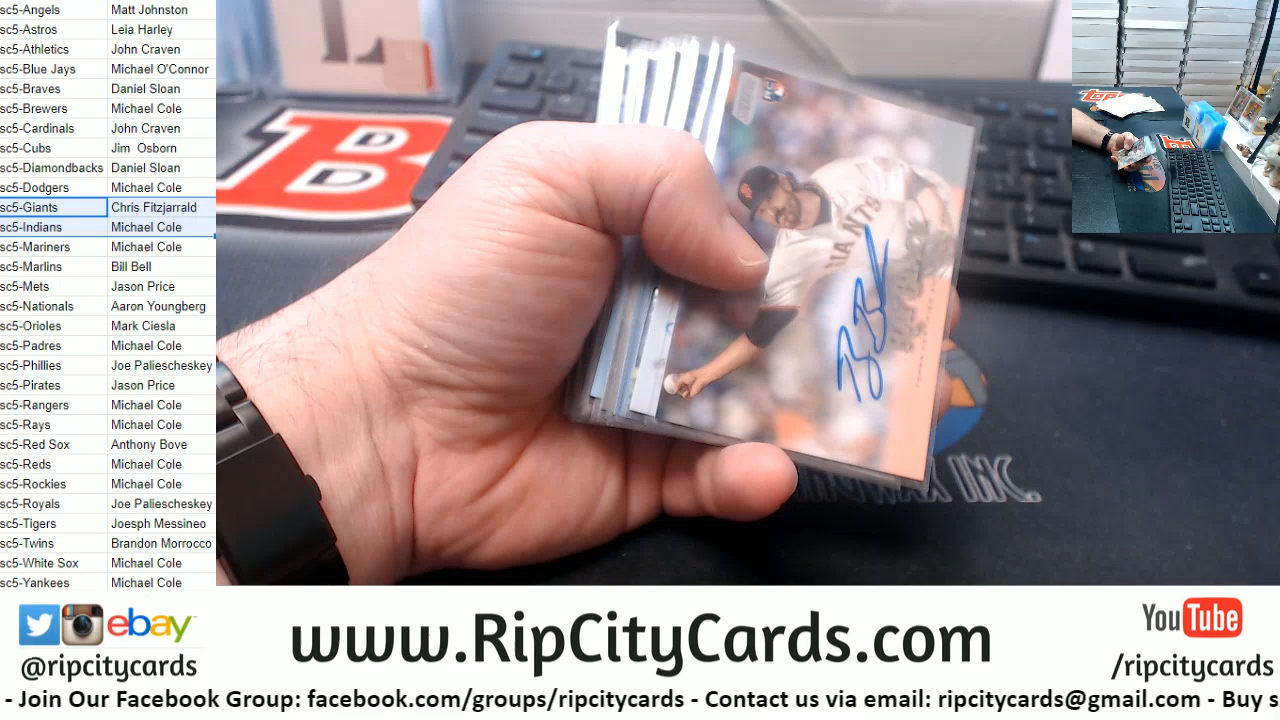 sc5-Angels Matt Johnston
sc5-Astros Leia Harley
sc5-Athletics John Craven
sc5-Blue Jays Michael O'Connor
sc5-Braves Daniel Sloan
sc5-Brewers Michael Cole
sc5-Cardinals John Craven
sc5-Cubs Jim Osborn
sc5-Diamondbacks Daniel Sloan
sc5-Dodgers Michael Cole
sc5-Giants Chris Fitzjarrald
sc5-Indians Michael Cole
sc5-Mariners Michael Cole
sc5-Marlins Bill Bell
sc5-Mets Jason Price
sc5-Nationals Aaron Youngberg
sc5-Orioles Mark Ciesla
sc5-Padres Michael Cole
sc5-Phillies Joe Paliescheskey
sc5-Pirates Jason Price
sc5-Rangers Michael Cole
sc5-Rays Michael Cole
sc5-Red Sox Anthony Bove
sc5-Reds Michael Cole
sc5-Rockies Michael Cole
sc5-Royals Joe Paliescheskey
sc5-Tigers Joesph Messineo
sc5-Twins Brandon Morrocco
sc5-White Sox Michael Cole
sc5-Yankees Michael Cole
B
Topps
INC.
ebay
@ripcitycards
www.RipCityCards.com
YouTube
/ripcitycards
- Join Our Facebook Group: facebook.com/groups/ripcitycards - Contact us via email: ripcitycards@gmail.com - Buy s